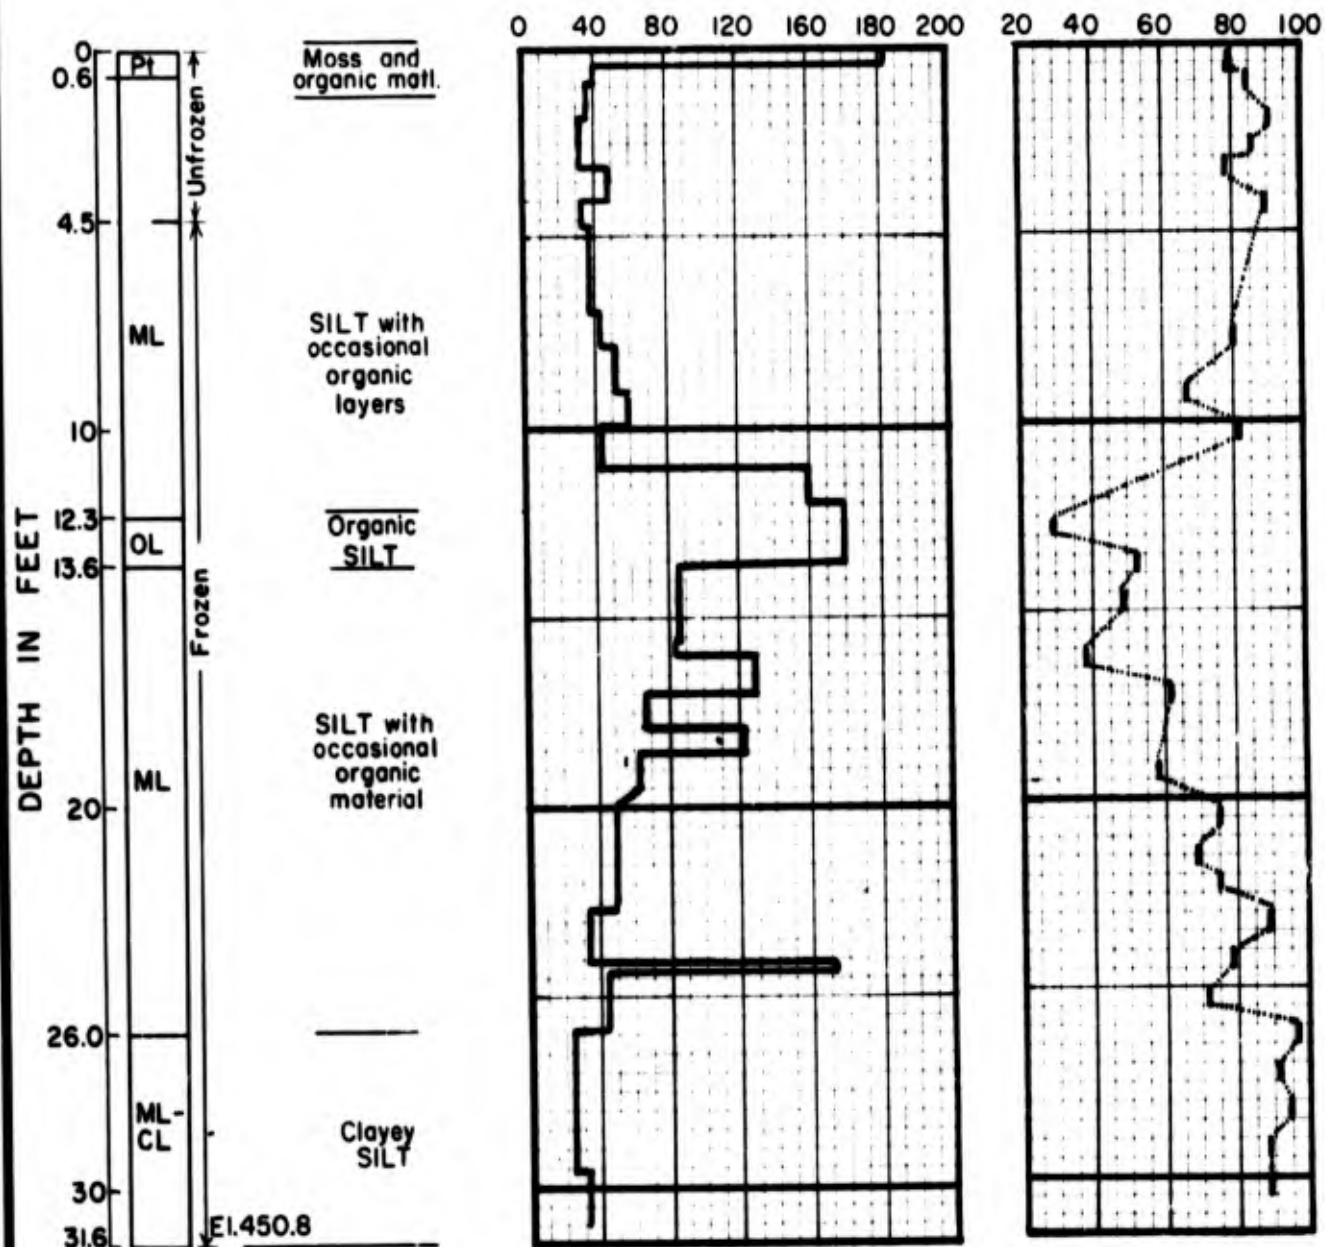 0 40 80 120 160 180 200
20 40 60 80 100
0
Pt
0.6
Unfrozen
Moss and
organic matl.
4.5
ML
SILT with
occasional
organic
layers
10
DEPTH IN FEET
12.3
OL
13.6
Organic
SILT
Frozen
ML
SILT with
occasional
organic
material
20
26.0
ML-
CL
Clayey
SILT
30
31.6
El.450.8